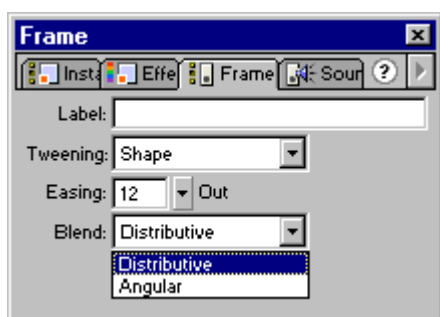 Frame
Insta Effe Frame Sour ?
Label:
Tweening: Shape
Easing: 12 Out
Blend: Distributive
Distributive
Angular